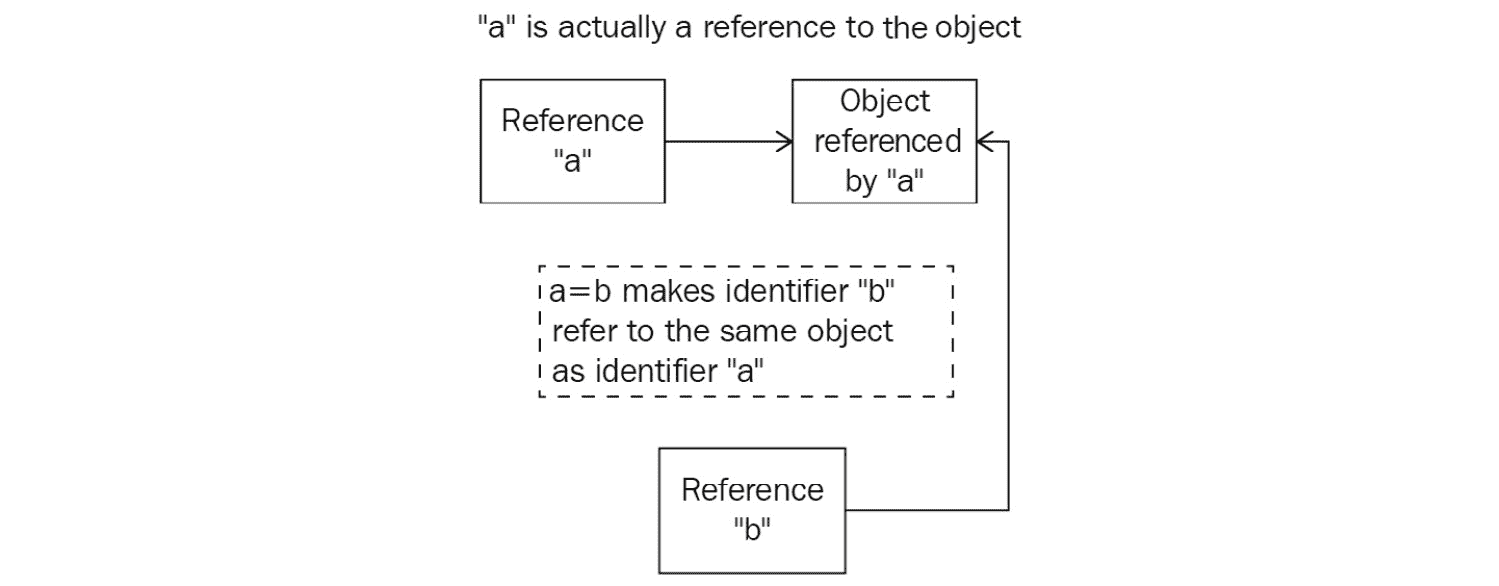 "a" is actually a reference to the object
Reference
"a"
Object
referenced
by "a"
a=b makes identifier "b"
refer to the same object
as identifier "a"
Reference
"b"